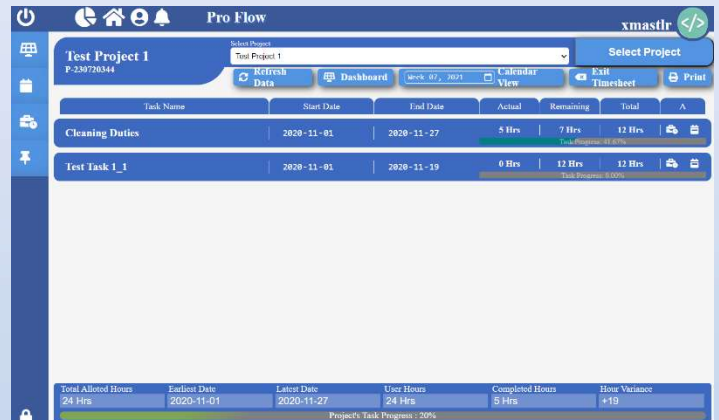 Pro Flow
xmastlr </>
Test Project 1
P-230720344
Select Project
Test Project 1
Select Project
Refresh Data
Dashboard
Week 07, 2021
Calendar View
Exit Timesheet
Print
Task Name Start Date End Date Actual Remaining Total A
Cleaning Duties 2020-11-01 2020-11-27 5 Hrs 7 Hrs 12 Hrs
Task Progress: 41.67%
Test Task 1_1 2020-11-01 2020-11-19 0 Hrs 12 Hrs 12 Hrs
Task Progress: 0.00%
Total Alloted Hours Earliest Date Latest Date User Hours Completed Hours Hour Variance
24 Hrs 2020-11-01 2020-11-27 24 Hrs 5 Hrs +19
Project's Task Progress : 20%